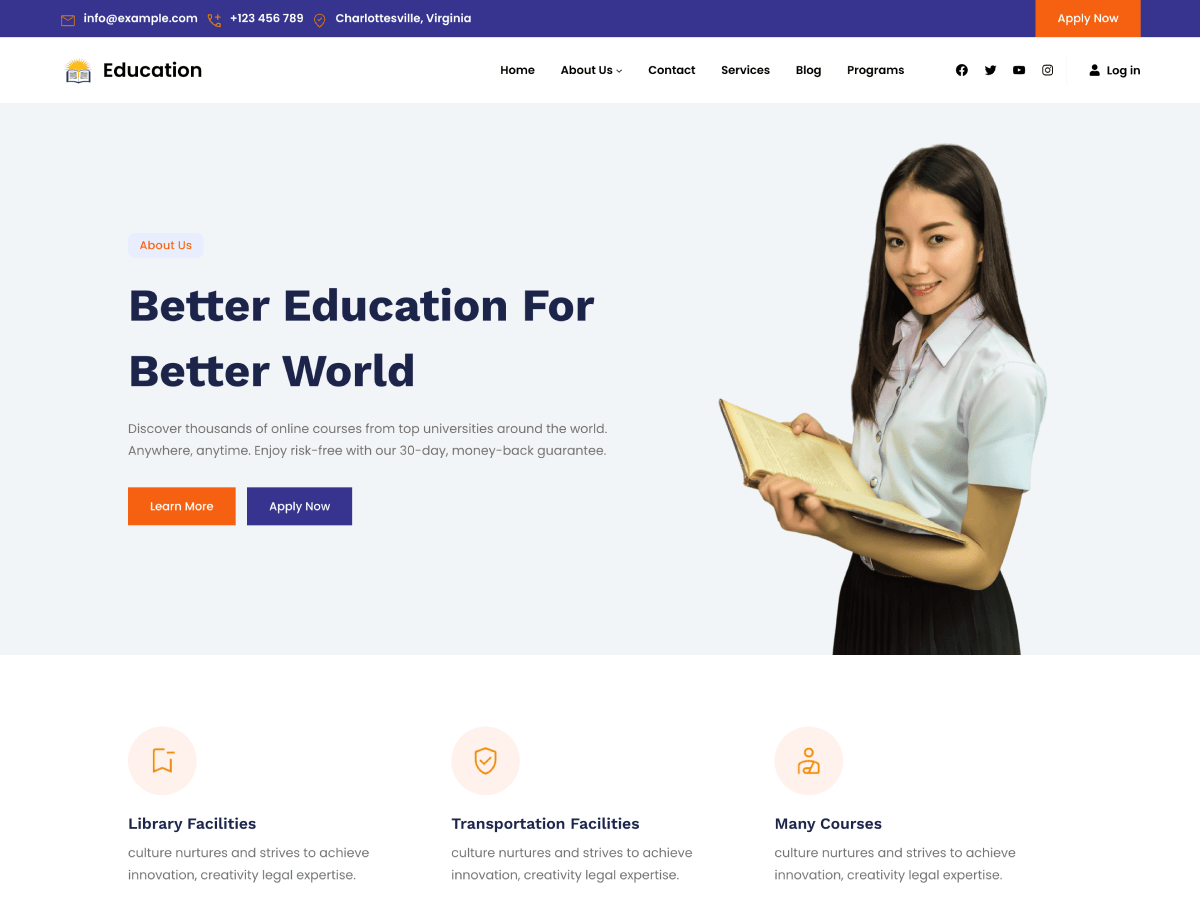 info@example.com +123 456 789 Charlottesville, Virginia Apply Now
Education Home About Us Contact Services Blog Programs Log in
About Us
Better Education For
Better World
Discover thousands of online courses from top universities around the world.
Anywhere, anytime. Enjoy risk-free with our 30-day, money-back guarantee.
Learn More Apply Now
Library Facilities
culture nurtures and strives to achieve
innovation, creativity legal expertise.
Transportation Facilities
culture nurtures and strives to achieve
innovation, creativity legal expertise.
Many Courses
culture nurtures and strives to achieve
innovation, creativity legal expertise.